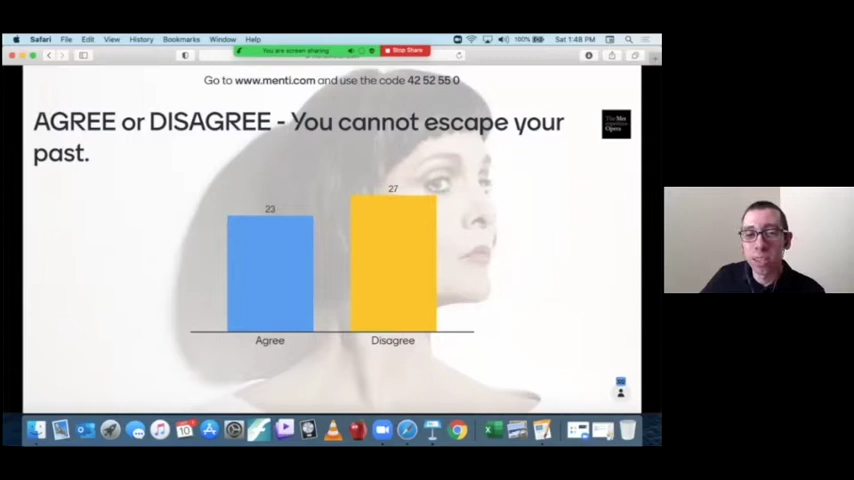 Safari File Edit View History Bookmarks Window Help 100% Sat 1:48 PM
You are screen sharing Stop Share
Go to www.menti.com and use the code 42 52 55 0
AGREE or DISAGREE - You cannot escape your
past.
The Met
Opera
23
27
Agree
Disagree
10